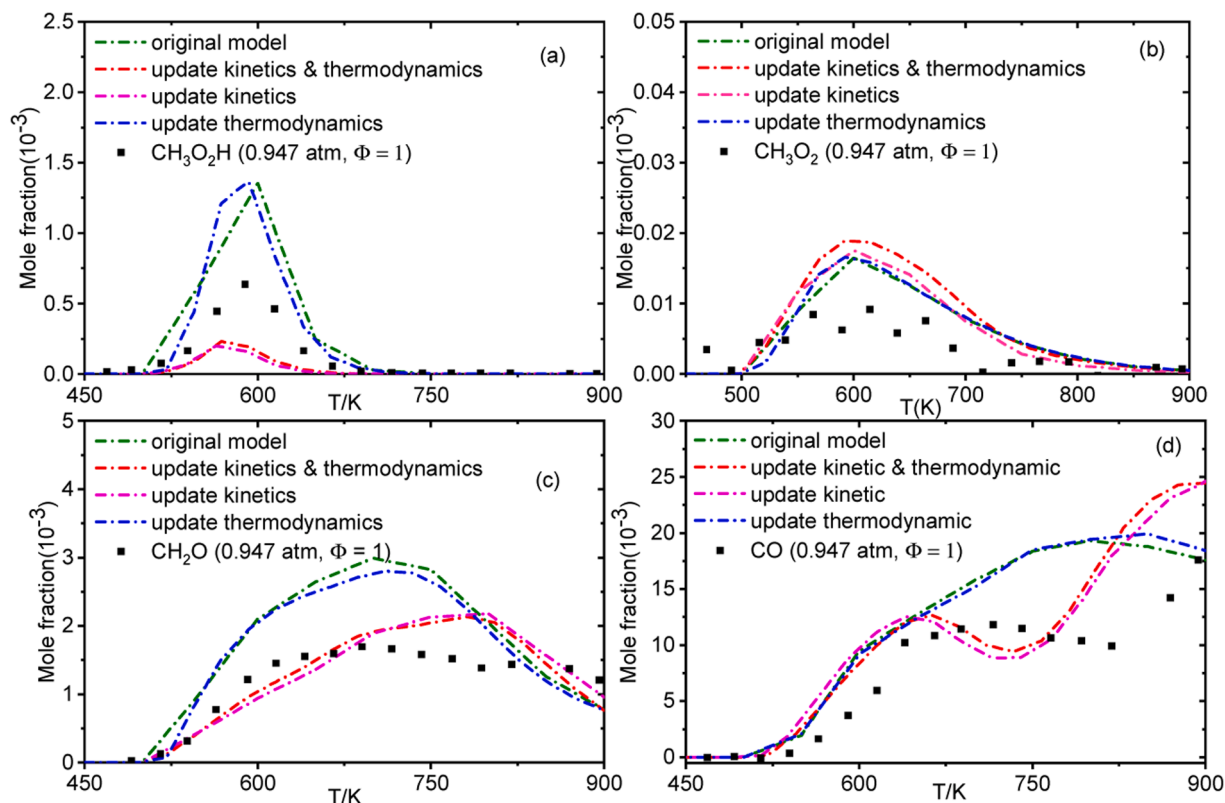 Mole fraction(10⁻³)
2.5
2.0
1.5
1.0
0.5
0.0
original model
update kinetics & thermodynamics
update kinetics
update thermodynamics
CH₃O₂H (0.947 atm, Φ = 1)
(a)
450 600 750 900
T/K
Mole fraction(10⁻³)
0.05
0.04
0.03
0.02
0.01
0.00
original model
update kinetics & thermodynamics
update kinetics
update thermodynamics
CH₃O₂ (0.947 atm, Φ = 1)
(b)
500 600 700 800 900
T(K)
Mole fraction(10⁻³)
5
4
3
2
1
0
original model
update kinetics & thermodynamics
update kinetics
update thermodynamics
CH₂O (0.947 atm, Φ = 1)
(c)
450 600 750 900
T/K
Mole fraction(10⁻³)
30
25
20
15
10
5
0
original model
update kinetic & thermodynamic
update kinetic
update thermodynamic
CO (0.947 atm, Φ = 1)
(d)
450 600 750 900
T/K